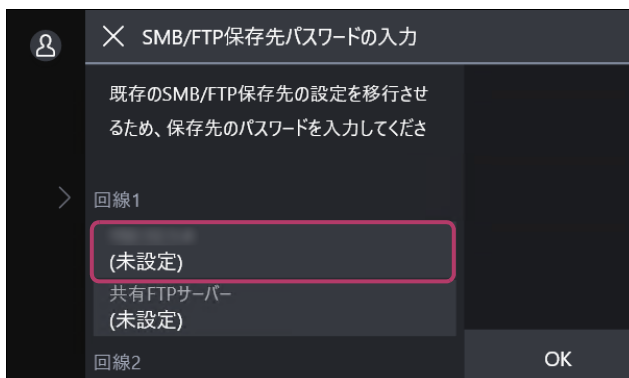 SMB/FTP保存先パスワードの入力
既存のSMB/FTP保存先の設定を移行させ
るため、保存先のパスワードを入力してくださ
回線1
(未設定)
共有FTPサーバー
(未設定)
回線2
OK